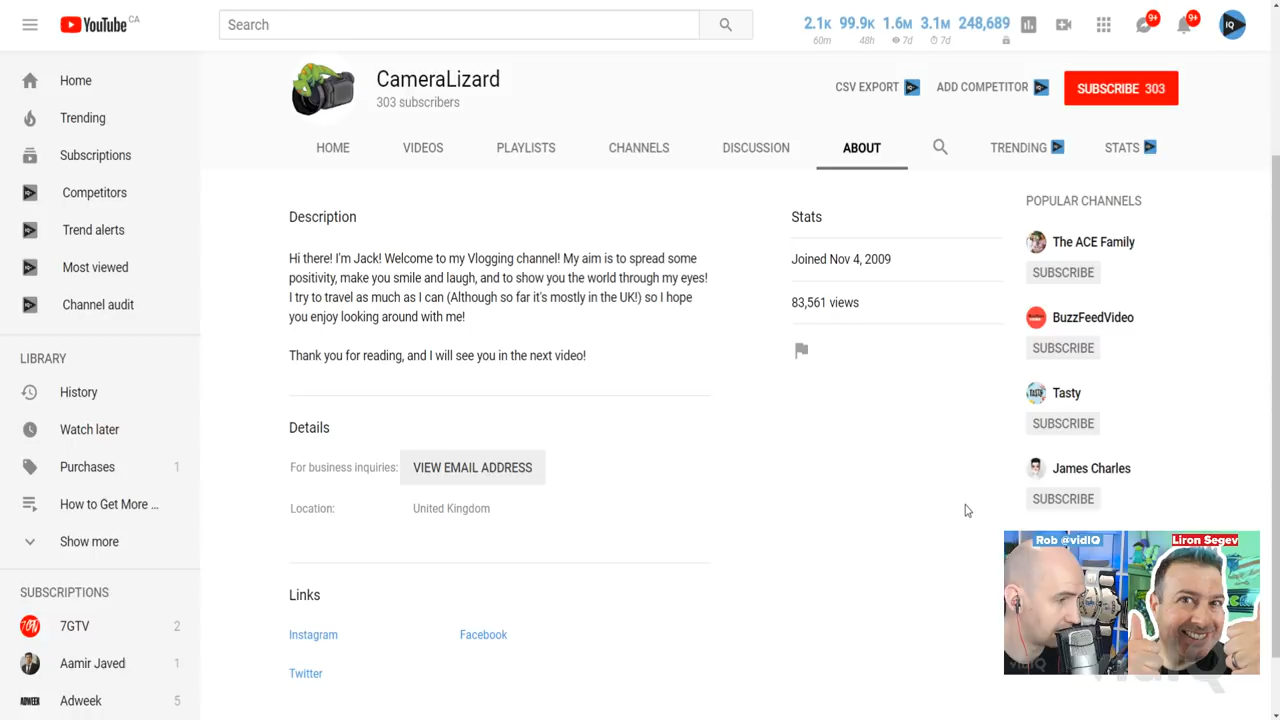 YouTube CA
Search
2.1K 99.9K 1.6M 3.1M 248,689
60m 48h 7d 7d
9+ 9+
IQ
Home
Trending
Subscriptions
Competitors
Trend alerts
Most viewed
Channel audit
LIBRARY
History
Watch later
Purchases 1
How to Get More ...
Show more
SUBSCRIPTIONS
7GTV 2
Aamir Javed 1
Adweek 5
CameraLizard
303 subscribers
CSV EXPORT ADD COMPETITOR SUBSCRIBE 303
HOME VIDEOS PLAYLISTS CHANNELS DISCUSSION ABOUT TRENDING STATS
Description
Hi there! I'm Jack! Welcome to my Vlogging channel! My aim is to spread some
positivity, make you smile and laugh, and to show you the world through my eyes!
I try to travel as much as I can (Although so far it's mostly in the UK!) so I hope
you enjoy looking around with me!
Thank you for reading, and I will see you in the next video!
Details
For business inquiries: VIEW EMAIL ADDRESS
Location: United Kingdom
Links
Instagram Facebook
Twitter
Stats
Joined Nov 4, 2009
83,561 views
POPULAR CHANNELS
The ACE Family
SUBSCRIBE
BuzzFeedVideo
SUBSCRIBE
Tasty
SUBSCRIBE
James Charles
SUBSCRIBE
Rob @vidIQ Liron Segev
vidIQ
vidIQ